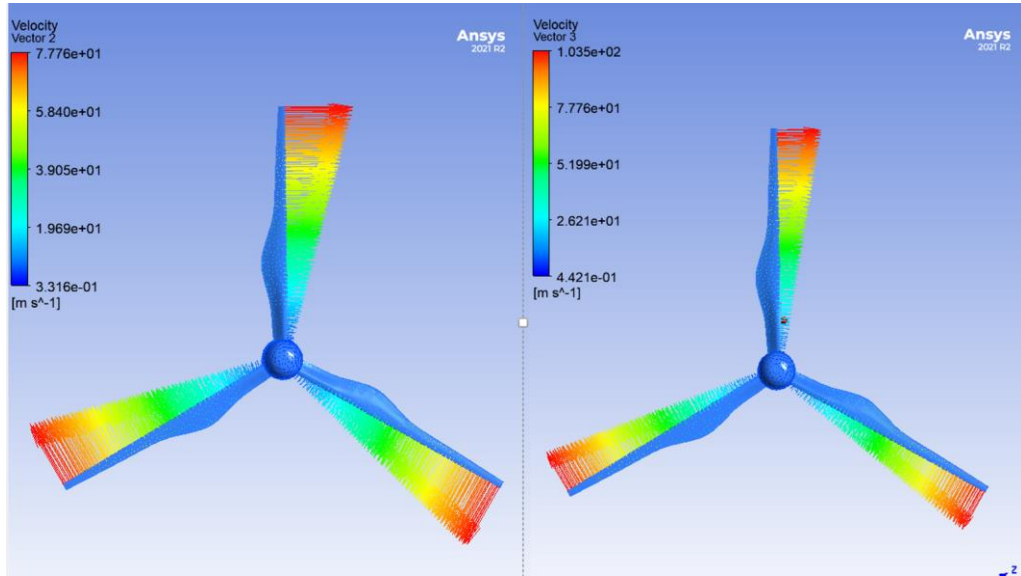 Velocity
Vector 2
7.776e+01
5.840e+01
3.905e+01
1.969e+01
3.316e-01
[m s^-1]
Ansys
2021 R2
Velocity
Vector 3
1.035e+02
7.776e+01
5.199e+01
2.621e+01
4.421e-01
[m s^-1]
Ansys
2021 R2
z